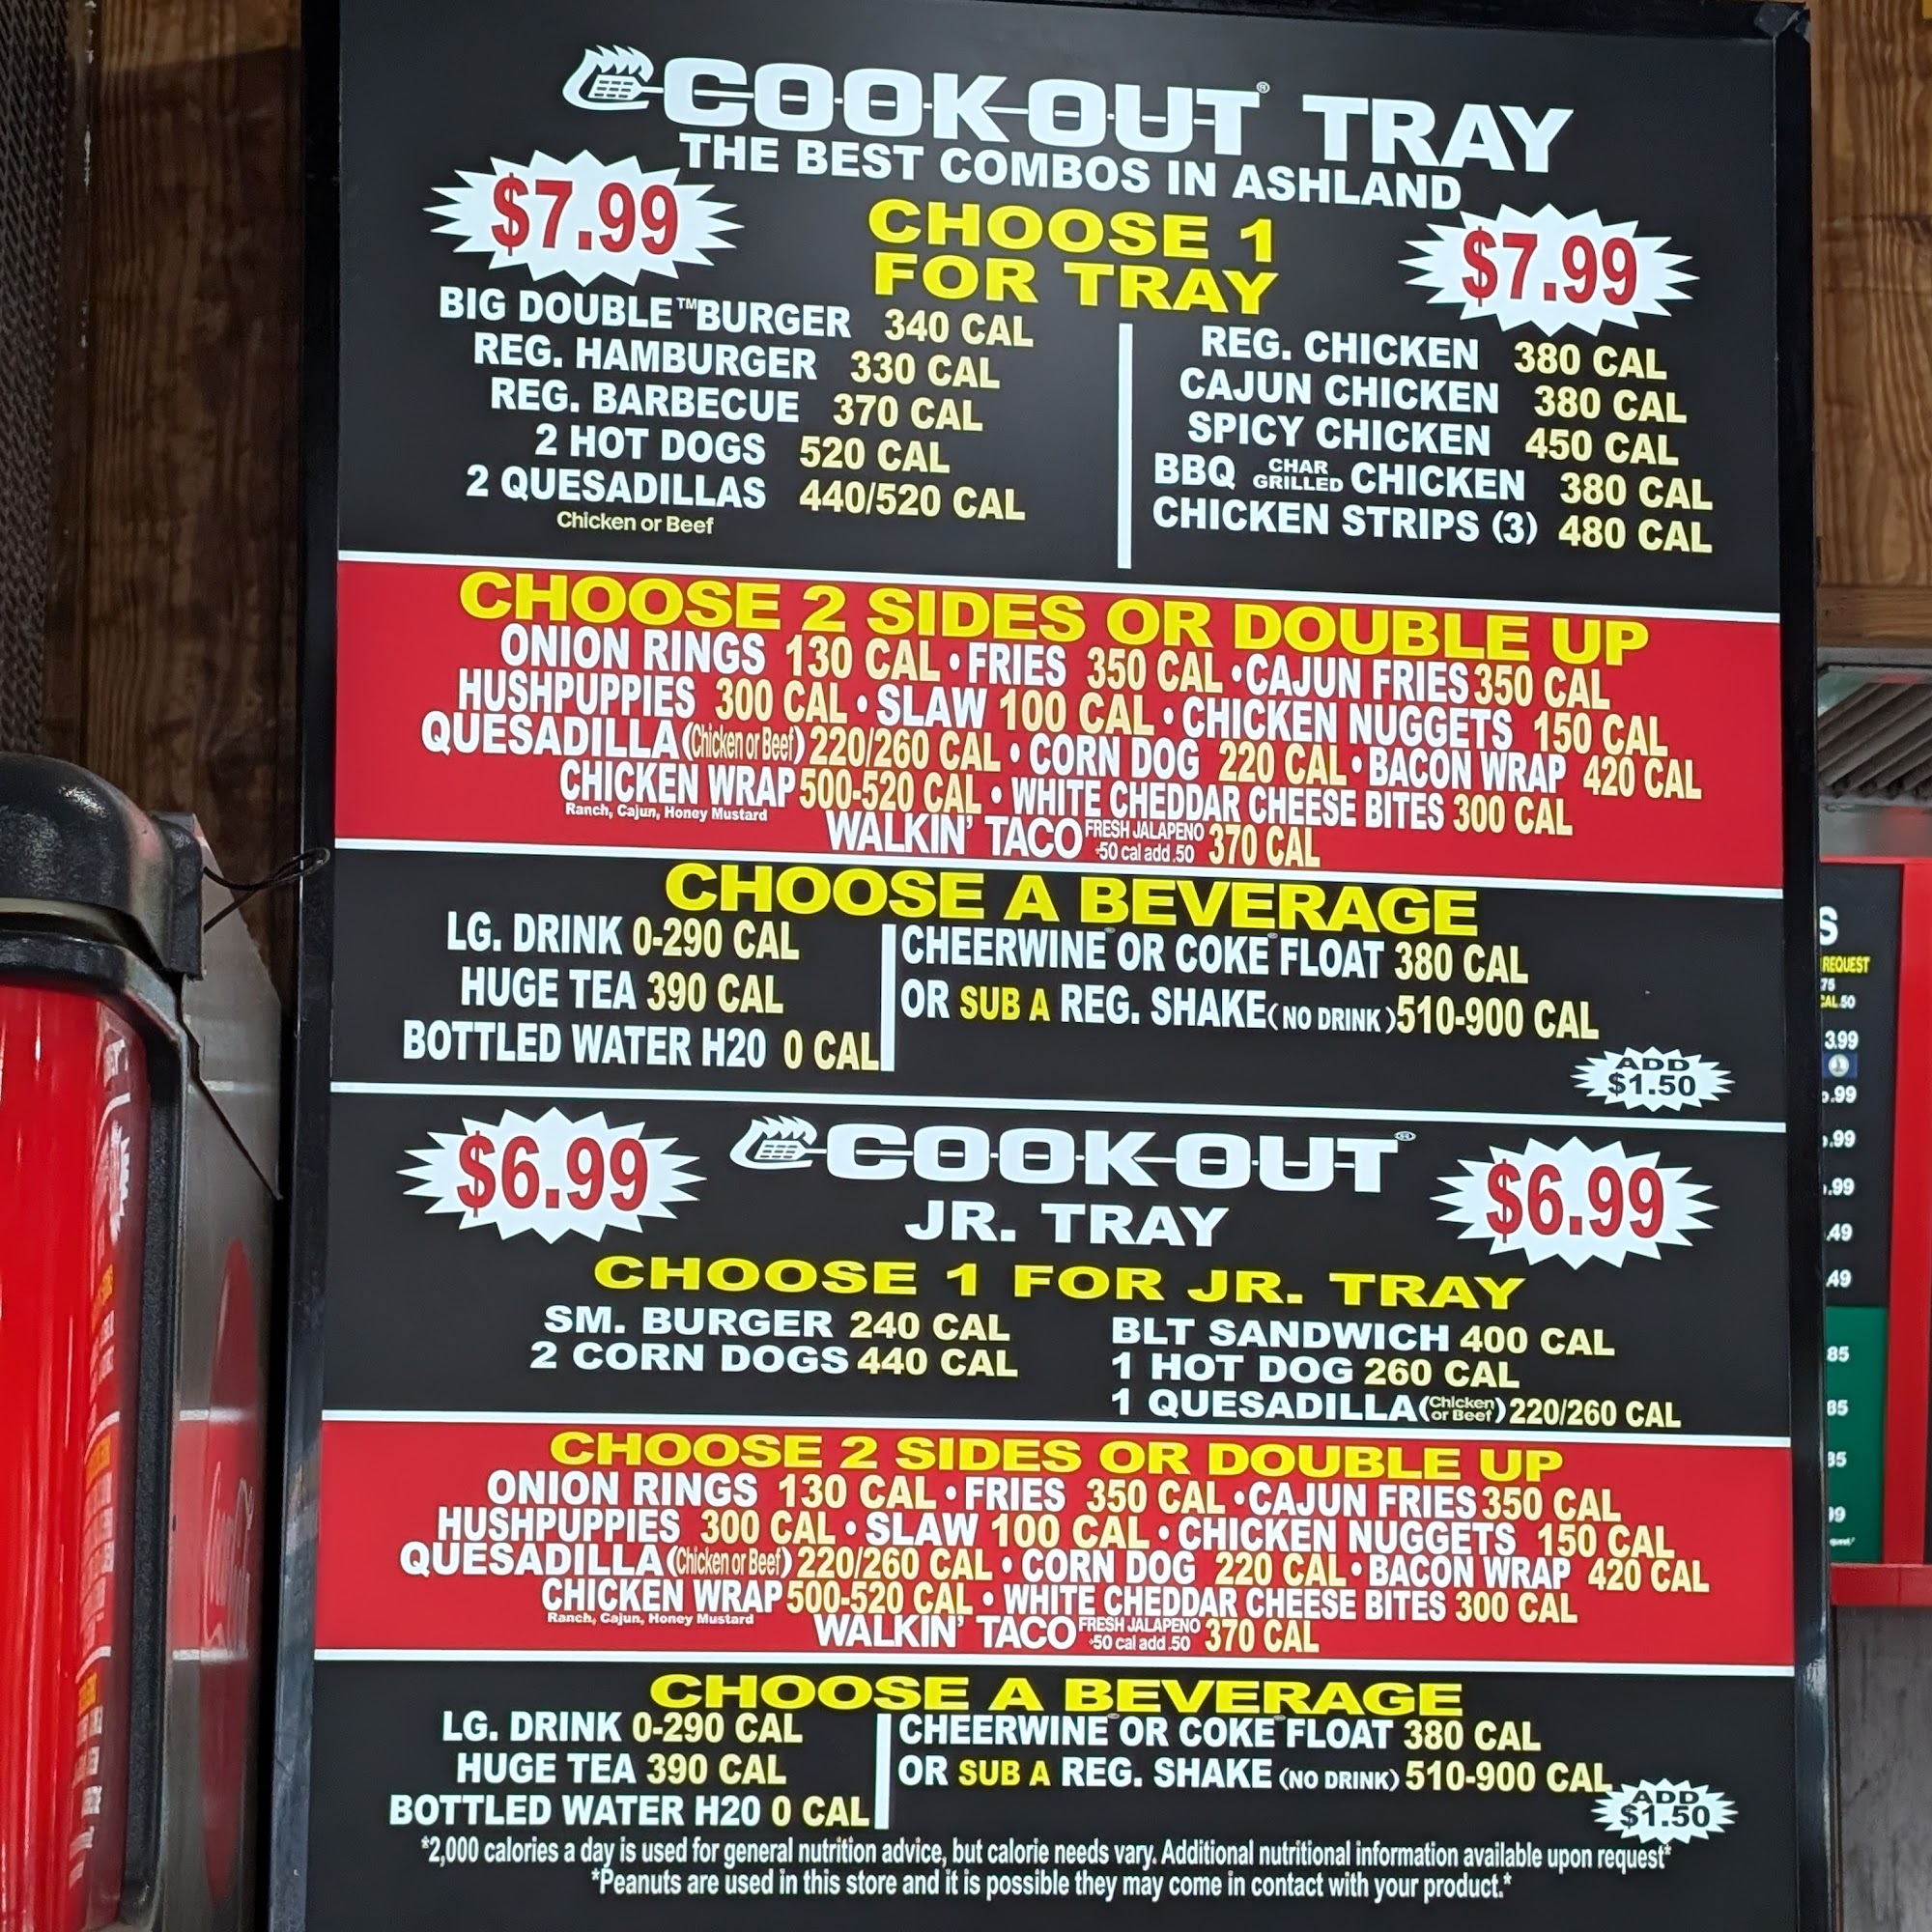 COOK OUT® TRAY
THE BEST COMBOS IN ASHLAND
$7.99
CHOOSE 1
FOR TRAY
$7.99
BIG DOUBLE™BURGER 340 CAL
REG. HAMBURGER 330 CAL
REG. BARBECUE 370 CAL
2 HOT DOGS 520 CAL
2 QUESADILLAS 440/520 CAL
Chicken or Beef
REG. CHICKEN 380 CAL
CAJUN CHICKEN 380 CAL
SPICY CHICKEN 450 CAL
BBQ CHAR GRILLED CHICKEN 380 CAL
CHICKEN STRIPS (3) 480 CAL
CHOOSE 2 SIDES OR DOUBLE UP
ONION RINGS 130 CAL • FRIES 350 CAL • CAJUN FRIES 350 CAL
HUSHPUPPIES 300 CAL • SLAW 100 CAL • CHICKEN NUGGETS 150 CAL
QUESADILLA (Chicken or Beef) 220/260 CAL • CORN DOG 220 CAL • BACON WRAP 420 CAL
CHICKEN WRAP 500-520 CAL • WHITE CHEDDAR CHEESE BITES 300 CAL
Ranch, Cajun, Honey Mustard
WALKIN' TACO FRESH JALAPENO +50 cal add .50 370 CAL
CHOOSE A BEVERAGE
LG. DRINK 0-290 CAL
HUGE TEA 390 CAL
BOTTLED WATER H20 0 CAL
CHEERWINE® OR COKE® FLOAT 380 CAL
OR SUB A REG. SHAKE (NO DRINK) 510-900 CAL
ADD
$1.50
$6.99
COOK OUT®
JR. TRAY
$6.99
CHOOSE 1 FOR JR. TRAY
SM. BURGER 240 CAL
2 CORN DOGS 440 CAL
BLT SANDWICH 400 CAL
1 HOT DOG 260 CAL
1 QUESADILLA (Chicken or Beef) 220/260 CAL
CHOOSE 2 SIDES OR DOUBLE UP
ONION RINGS 130 CAL • FRIES 350 CAL • CAJUN FRIES 350 CAL
HUSHPUPPIES 300 CAL • SLAW 100 CAL • CHICKEN NUGGETS 150 CAL
QUESADILLA (Chicken or Beef) 220/260 CAL • CORN DOG 220 CAL • BACON WRAP 420 CAL
CHICKEN WRAP 500-520 CAL • WHITE CHEDDAR CHEESE BITES 300 CAL
Ranch, Cajun, Honey Mustard
WALKIN' TACO FRESH JALAPENO +50 cal add .50 370 CAL
CHOOSE A BEVERAGE
LG. DRINK 0-290 CAL
HUGE TEA 390 CAL
BOTTLED WATER H20 0 CAL
CHEERWINE® OR COKE® FLOAT 380 CAL
OR SUB A REG. SHAKE (NO DRINK) 510-900 CAL
ADD
$1.50
*2,000 calories a day is used for general nutrition advice, but calorie needs vary. Additional nutritional information available upon request*
*Peanuts are used in this store and it is possible they may come in contact with your product.*
REQUEST
75
.50
3.99
.99
.99
.99
.49
.49
85
85
85
99